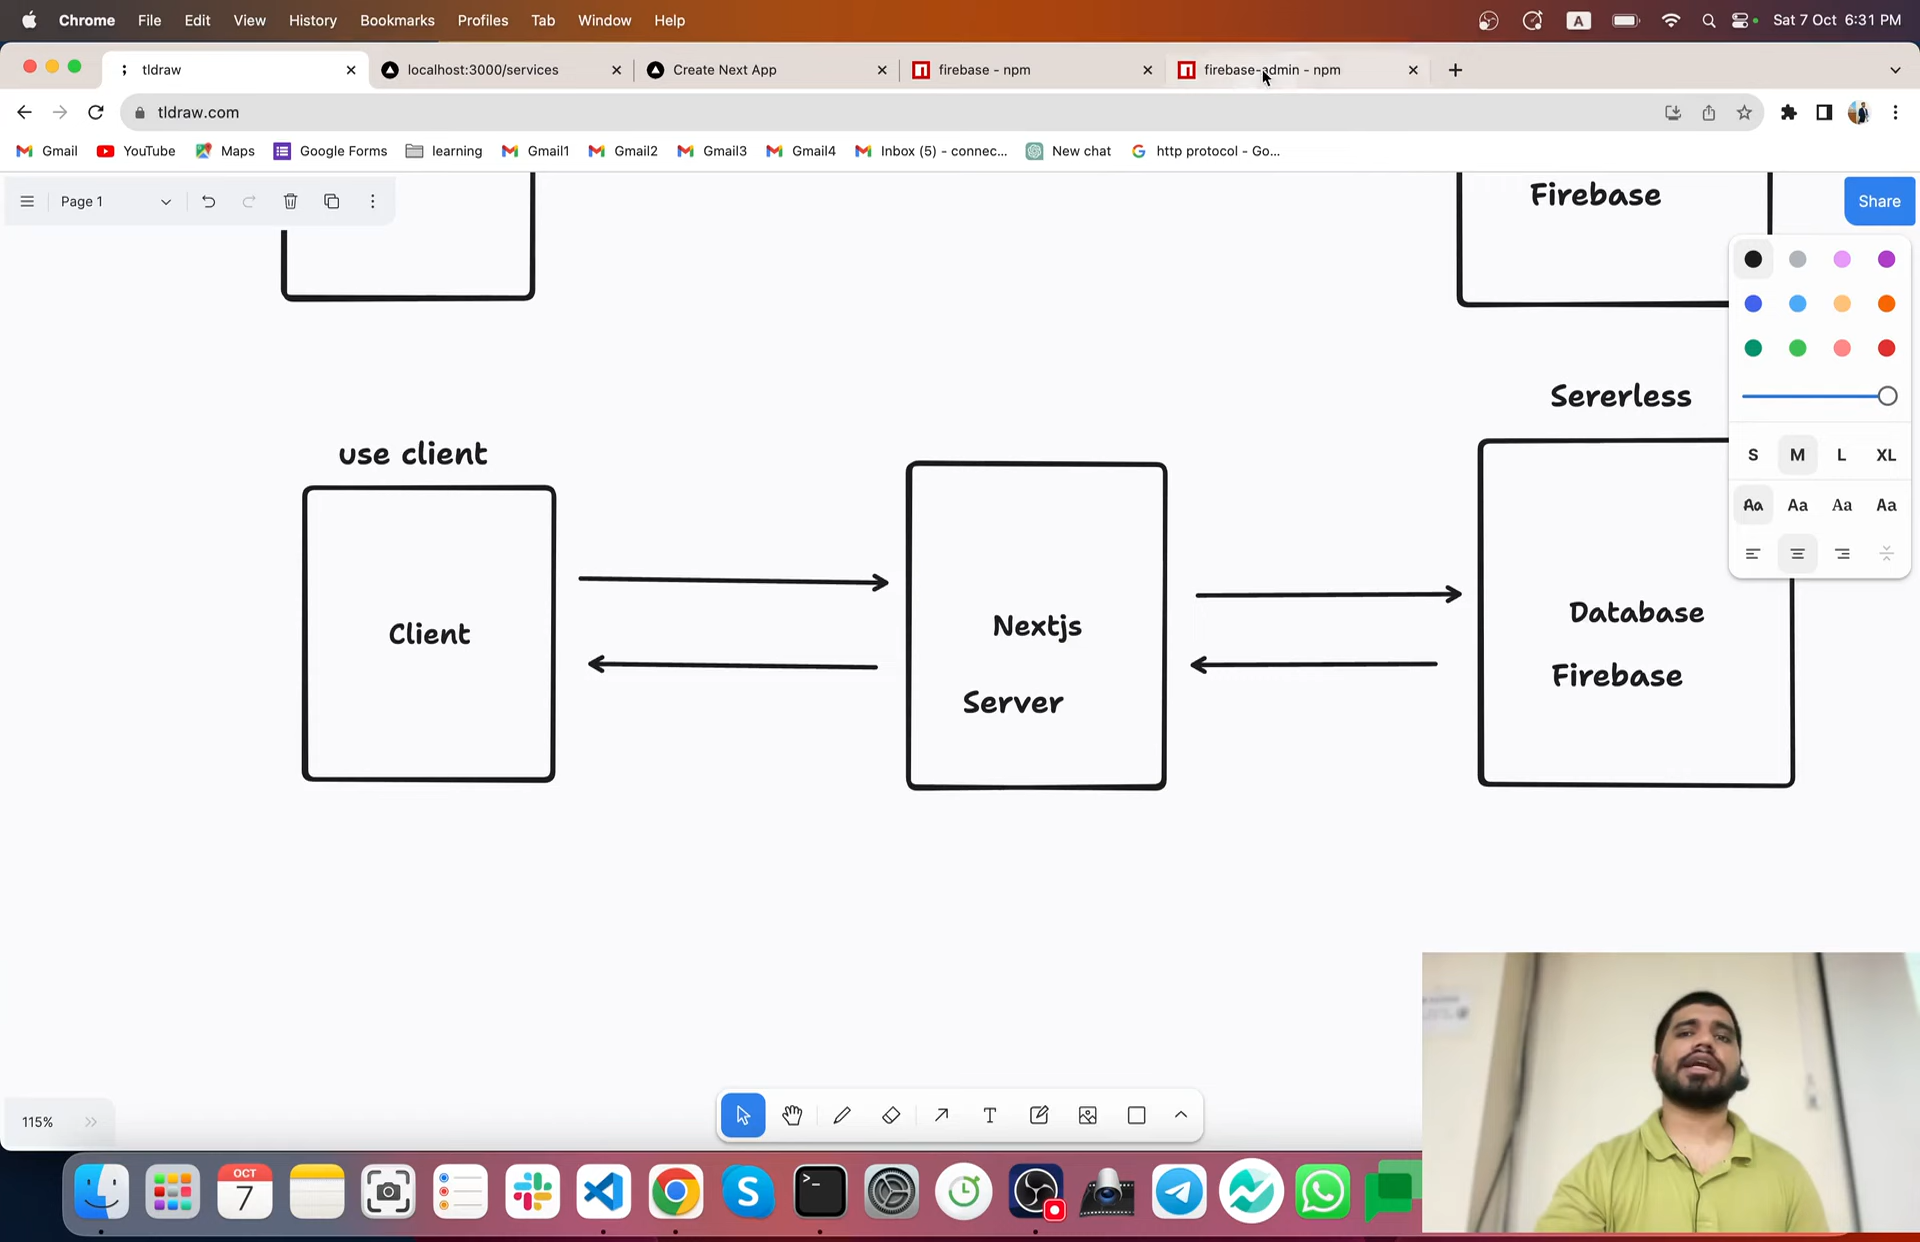 Chrome File Edit View History Bookmarks Profiles Tab Window Help
A
Sat 7 Oct 6:31 PM
tldraw
localhost:3000/services
Create Next App
firebase - npm
firebase-admin - npm
tldraw.com
Gmail
YouTube
Maps
Google Forms
learning
Gmail1
Gmail2
Gmail3
Gmail4
Inbox (5) - connec...
New chat
http protocol - Go...
Page 1
Share
Firebase
Sererless
use client
S M L XL
Aa Aa Aa Aa
Client
Nextjs
Server
Database
Firebase
115%
T
OCT
7
S
>_